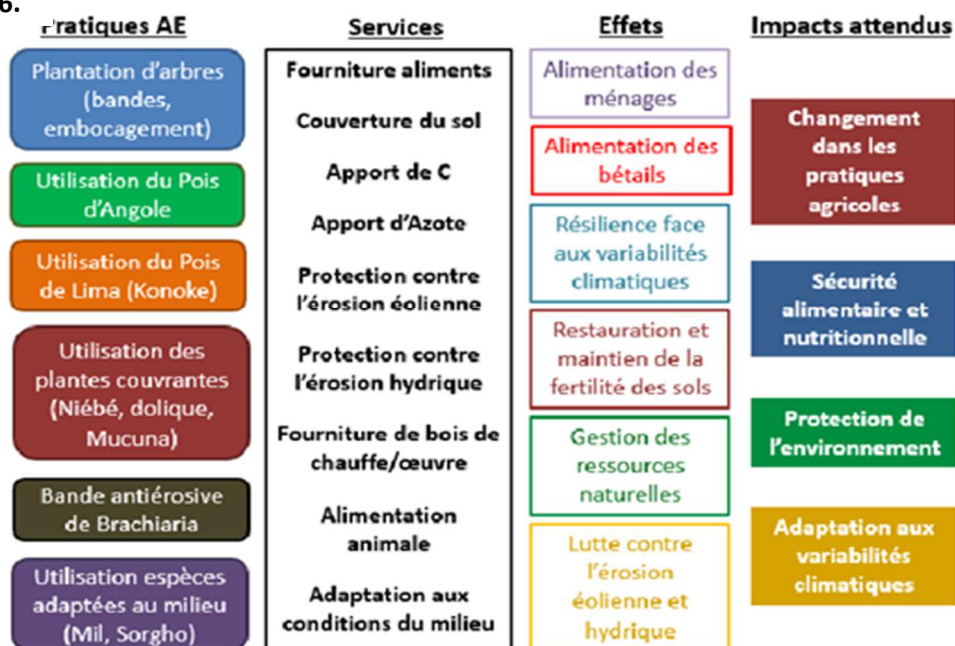 6.
Pratiques AE
Plantation d'arbres
(bandes,
embocagement)
Utilisation du Pois
d'Angole
Utilisation du Pois
de Lima (Konoke)
Utilisation des
plantes couvrantes
(Niébé, dolique,
Mucuna)
Bande antiérosive
de Brachiaria
Utilisation espèces
adaptées au milieu
(Mil, Sorgho)
Services
Fourniture aliments
Couverture du sol
Apport de C
Apport d'Azote
Protection contre
l'érosion éolienne
Protection contre
l'érosion hydrique
Fourniture de bois de
chauffe/œuvre
Alimentation
animale
Adaptation aux
conditions du milieu
Effets
Alimentation des
ménages
Alimentation des
bétails
Résilience face
aux variabilités
climatiques
Restauration et
maintien de la
fertilité des sols
Gestion des
ressources
naturelles
Lutte contre
l'érosion
éolienne et
hydrique
Impacts attendus
Changement
dans les
pratiques
agricoles
Sécurité
alimentaire et
nutritionnelle
Protection de
l'environnement
Adaptation aux
variabilités
climatiques